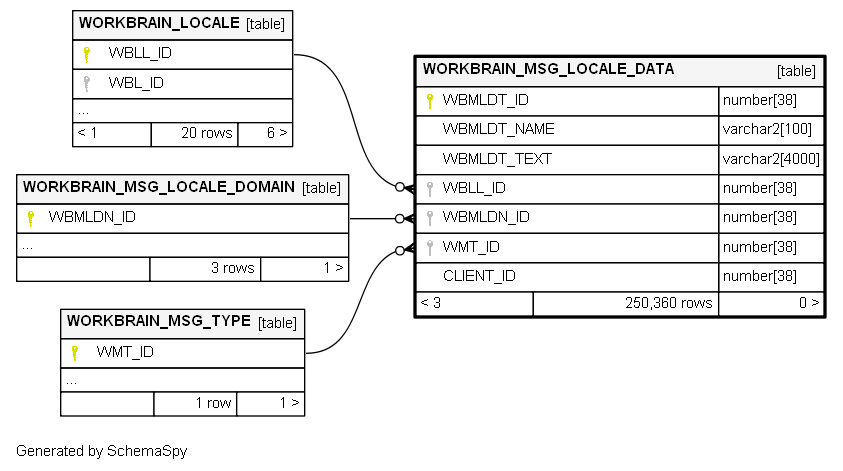 WORKBRAIN_LOCALE [table]
WBLL_ID
WBL_ID
...
< 1 20 rows 6 >
WORKBRAIN_MSG_LOCALE_DOMAIN [table]
WBMLDN_ID
...
3 rows 1 >
WORKBRAIN_MSG_TYPE [table]
WMT_ID
...
1 row 1 >
WORKBRAIN_MSG_LOCALE_DATA [table]
WBMLDT_ID number[38]
WBMLDT_NAME varchar2[100]
WBMLDT_TEXT varchar2[4000]
WBLL_ID number[38]
WBMLDN_ID number[38]
WMT_ID number[38]
CLIENT_ID number[38]
< 3 250,360 rows 0 >
Generated by SchemaSpy